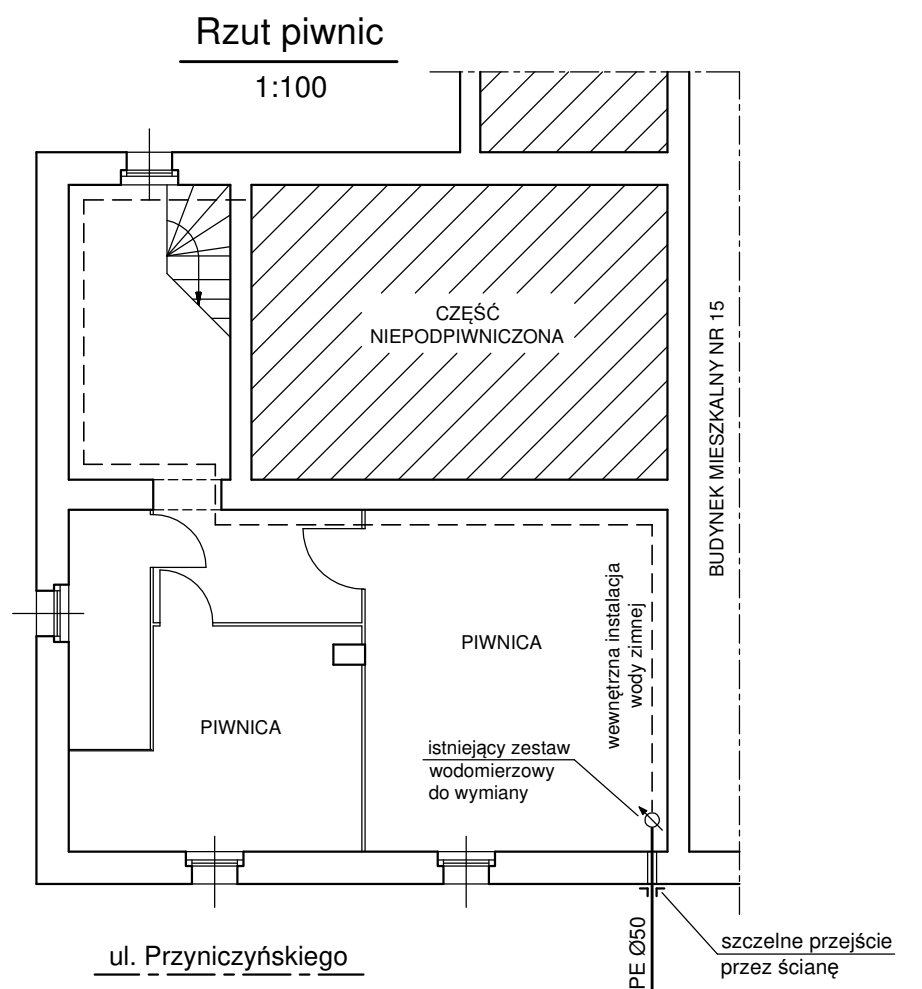 Rzut piwnic
1:100
CZĘŚĆ
NIEPODPIWNICZONA
BUDYNEK MIESZKALNY NR 15
wewnętrzna instalacja
wody zimnej
PIWNICA
PIWNICA
istniejący zestaw
wodomierzowy
do wymiany
PE Ø50
szczelne przejście
przez ścianę
ul. Przyniczyńskiego